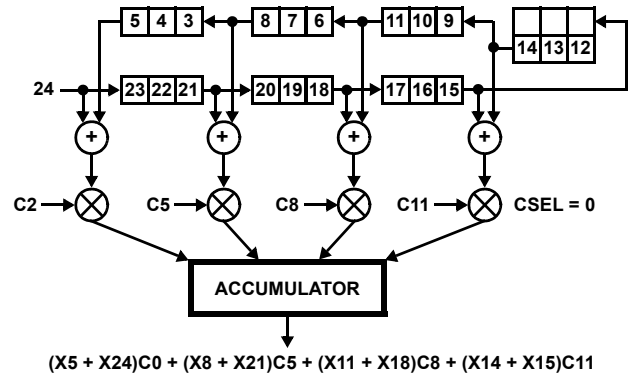 5 4 3 8 7 6 11 10 9
14 13 12
24 23 22 21 20 19 18 17 16 15
+ + + +
C2 C5 C8 C11 CSEL = 0
ACCUMULATOR
(X5 + X24)C0 + (X8 + X21)C5 + (X11 + X18)C8 + (X14 + X15)C11